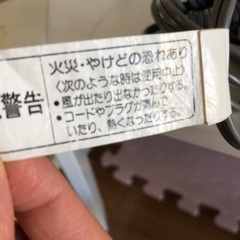 警告
火災・やけどの恐れあり
〈次のような時は使用中止〉
・風が出たり出なかったりする。
・コードやプラグが傷んで
いたり、熱くなったりする。